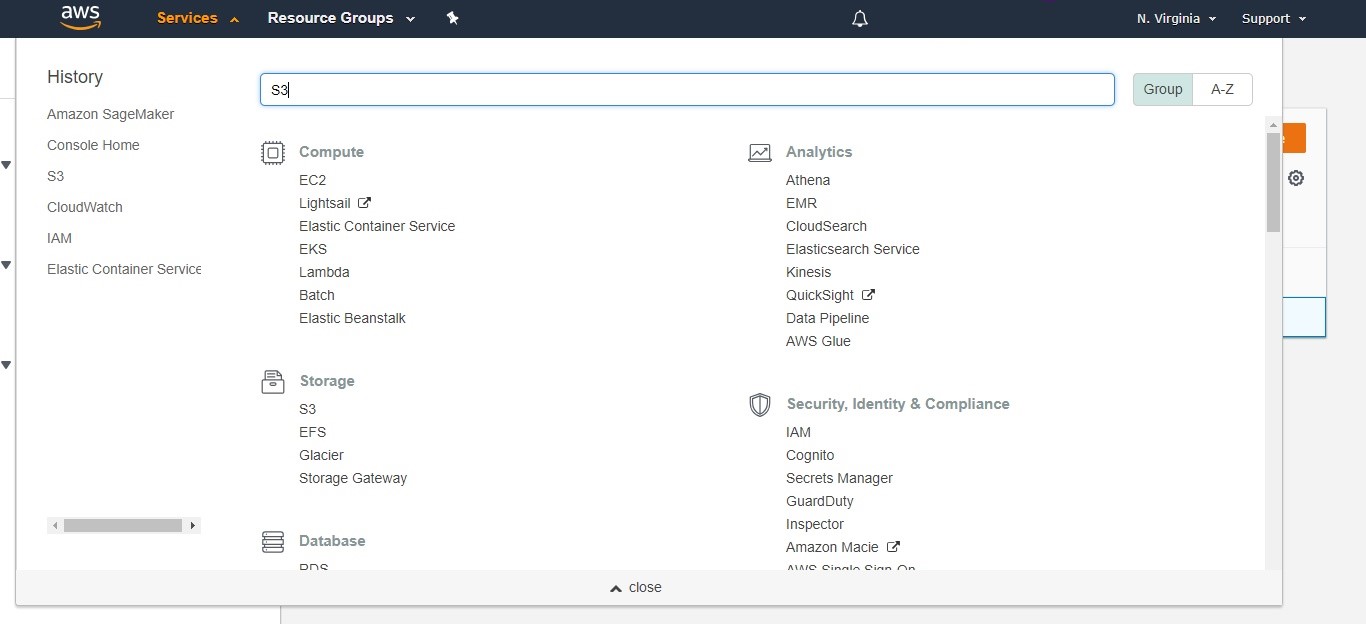 aws
Services
Resource Groups
N. Virginia
Support
History
Amazon SageMaker
Console Home
S3
CloudWatch
IAM
Elastic Container Service
S3
Group
A-Z
Compute
EC2
Lightsail
Elastic Container Service
EKS
Lambda
Batch
Elastic Beanstalk
Storage
S3
EFS
Glacier
Storage Gateway
Database
RDS
Analytics
Athena
EMR
CloudSearch
Elasticsearch Service
Kinesis
QuickSight
Data Pipeline
AWS Glue
Security, Identity & Compliance
IAM
Cognito
Secrets Manager
GuardDuty
Inspector
Amazon Macie
AWS Single Sign-On
close